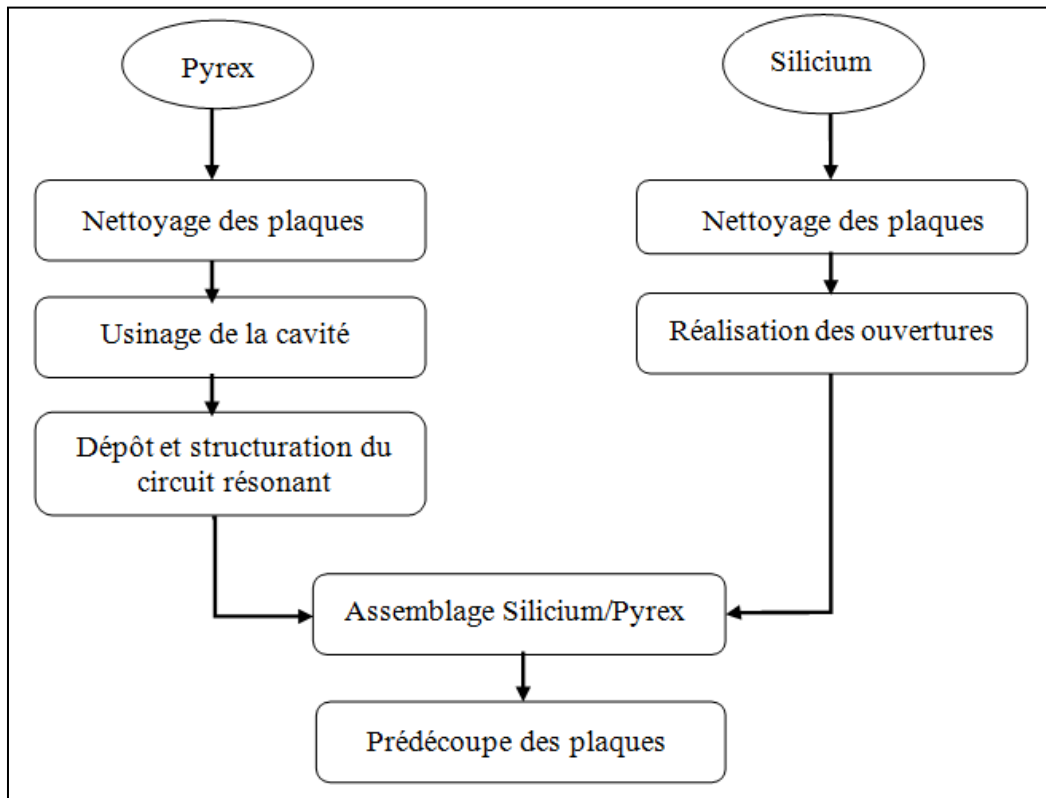 Pyrex
Silicium
Nettoyage des plaques
Nettoyage des plaques
Usinage de la cavité
Réalisation des ouvertures
Dépôt et structuration du
circuit résonant
Assemblage Silicium/Pyrex
Prédécoupe des plaques